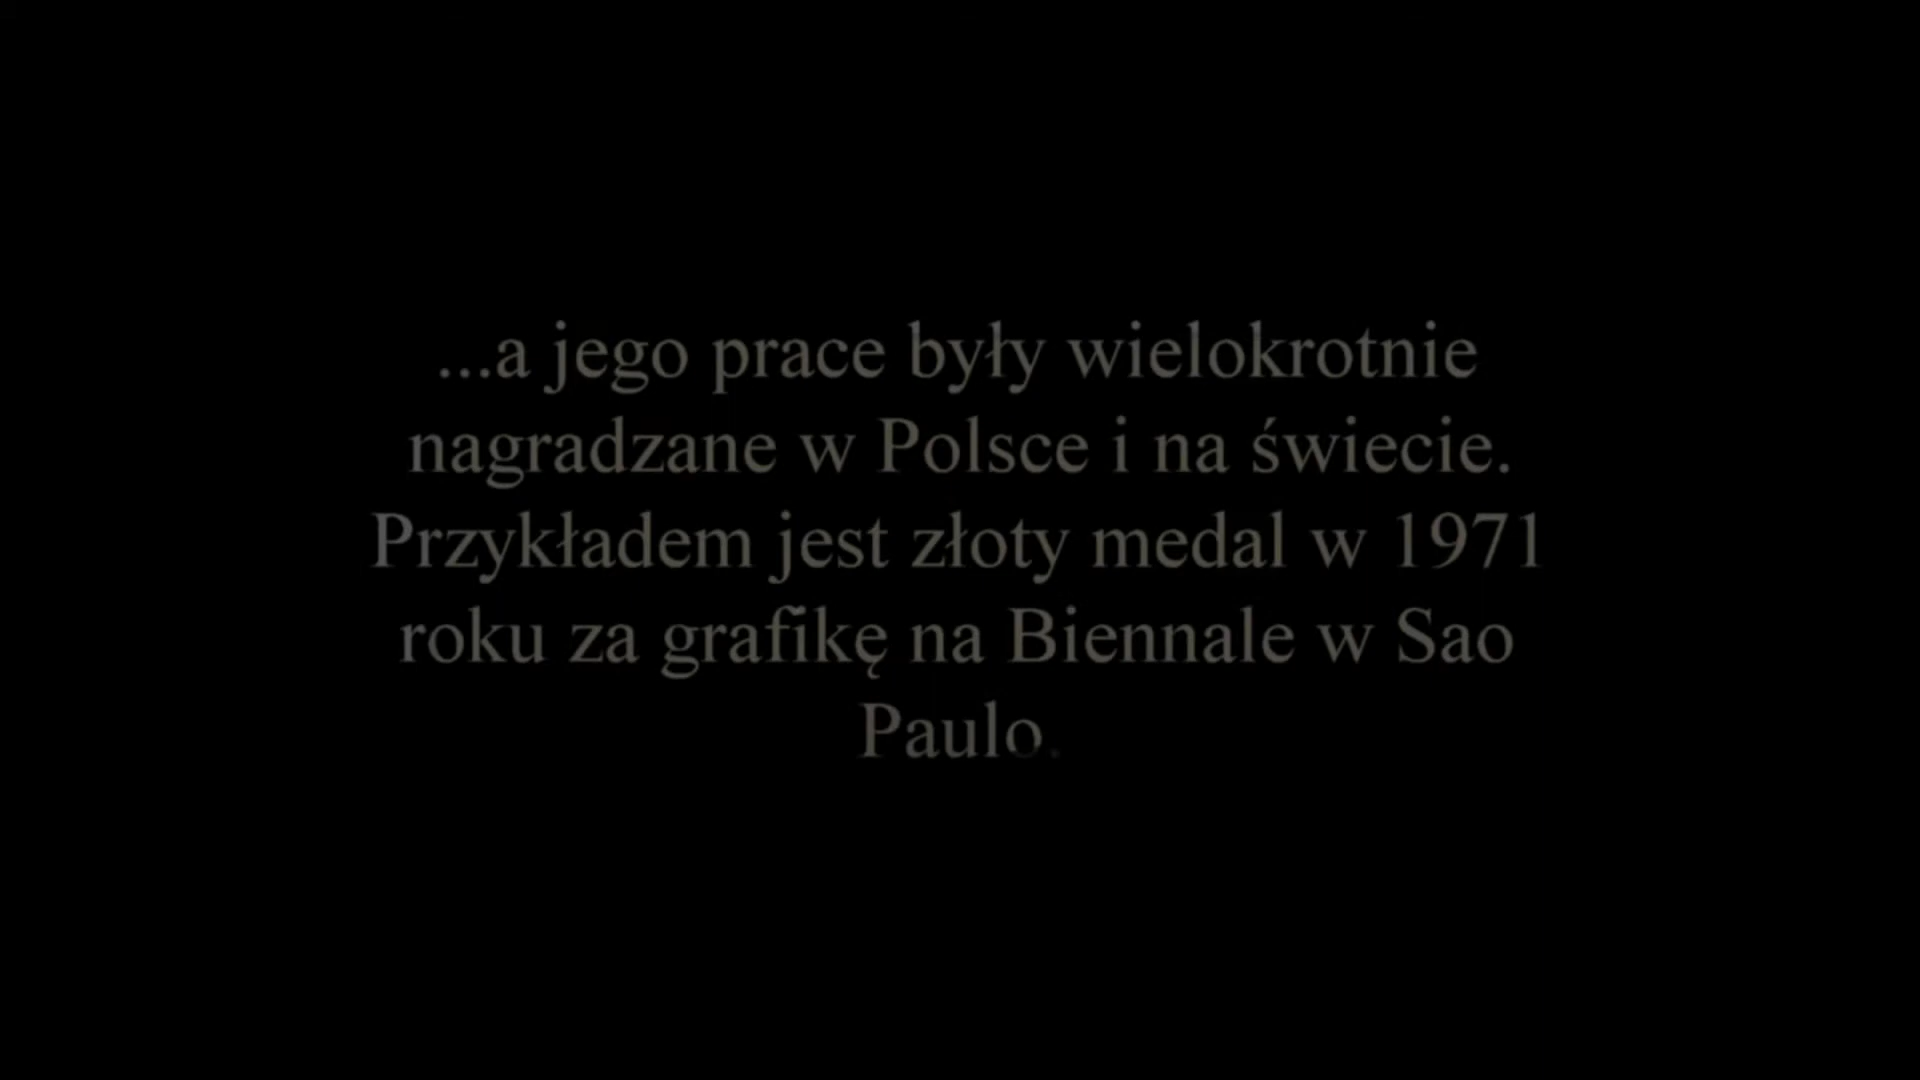 ...a jego prace były wielokrotnie
nagradzane w Polsce i na świecie.
Przykładem jest złoty medal w 1971
roku za grafikę na Biennale w Sao
Paulo.